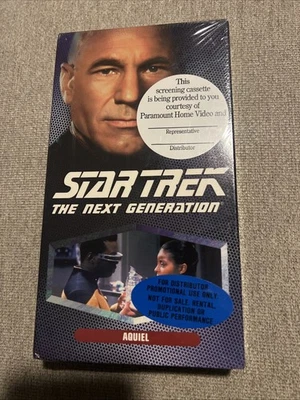 This
screening cassette
is being provided to you
courtesy of
Paramount Home Video and
Representative
Distributor
STAR TREK
THE NEXT GENERATION
FOR DISTRIBUTOR
PROMOTIONAL USE ONLY
NOT FOR SALE, RENTAL,
DUPLICATION OR
PUBLIC PERFORMANCE
AQUIEL